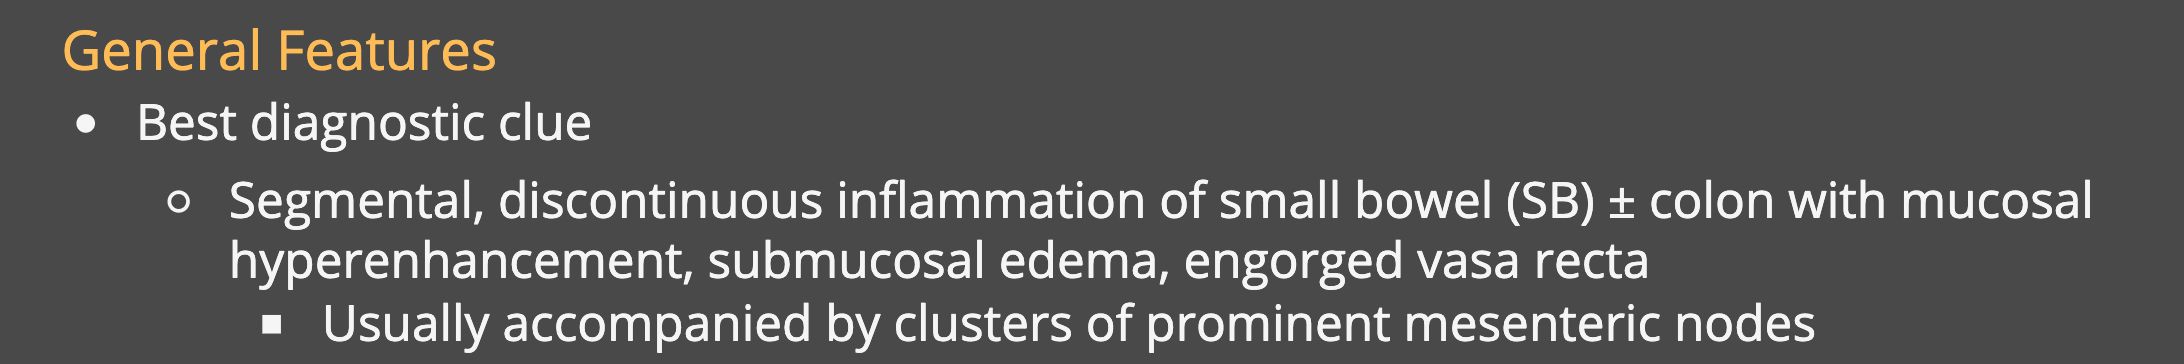 General Features
• Best diagnostic clue
○ Segmental, discontinuous inflammation of small bowel (SB) ± colon with mucosal
hyperenhancement, submucosal edema, engorged vasa recta
▪ Usually accompanied by clusters of prominent mesenteric nodes